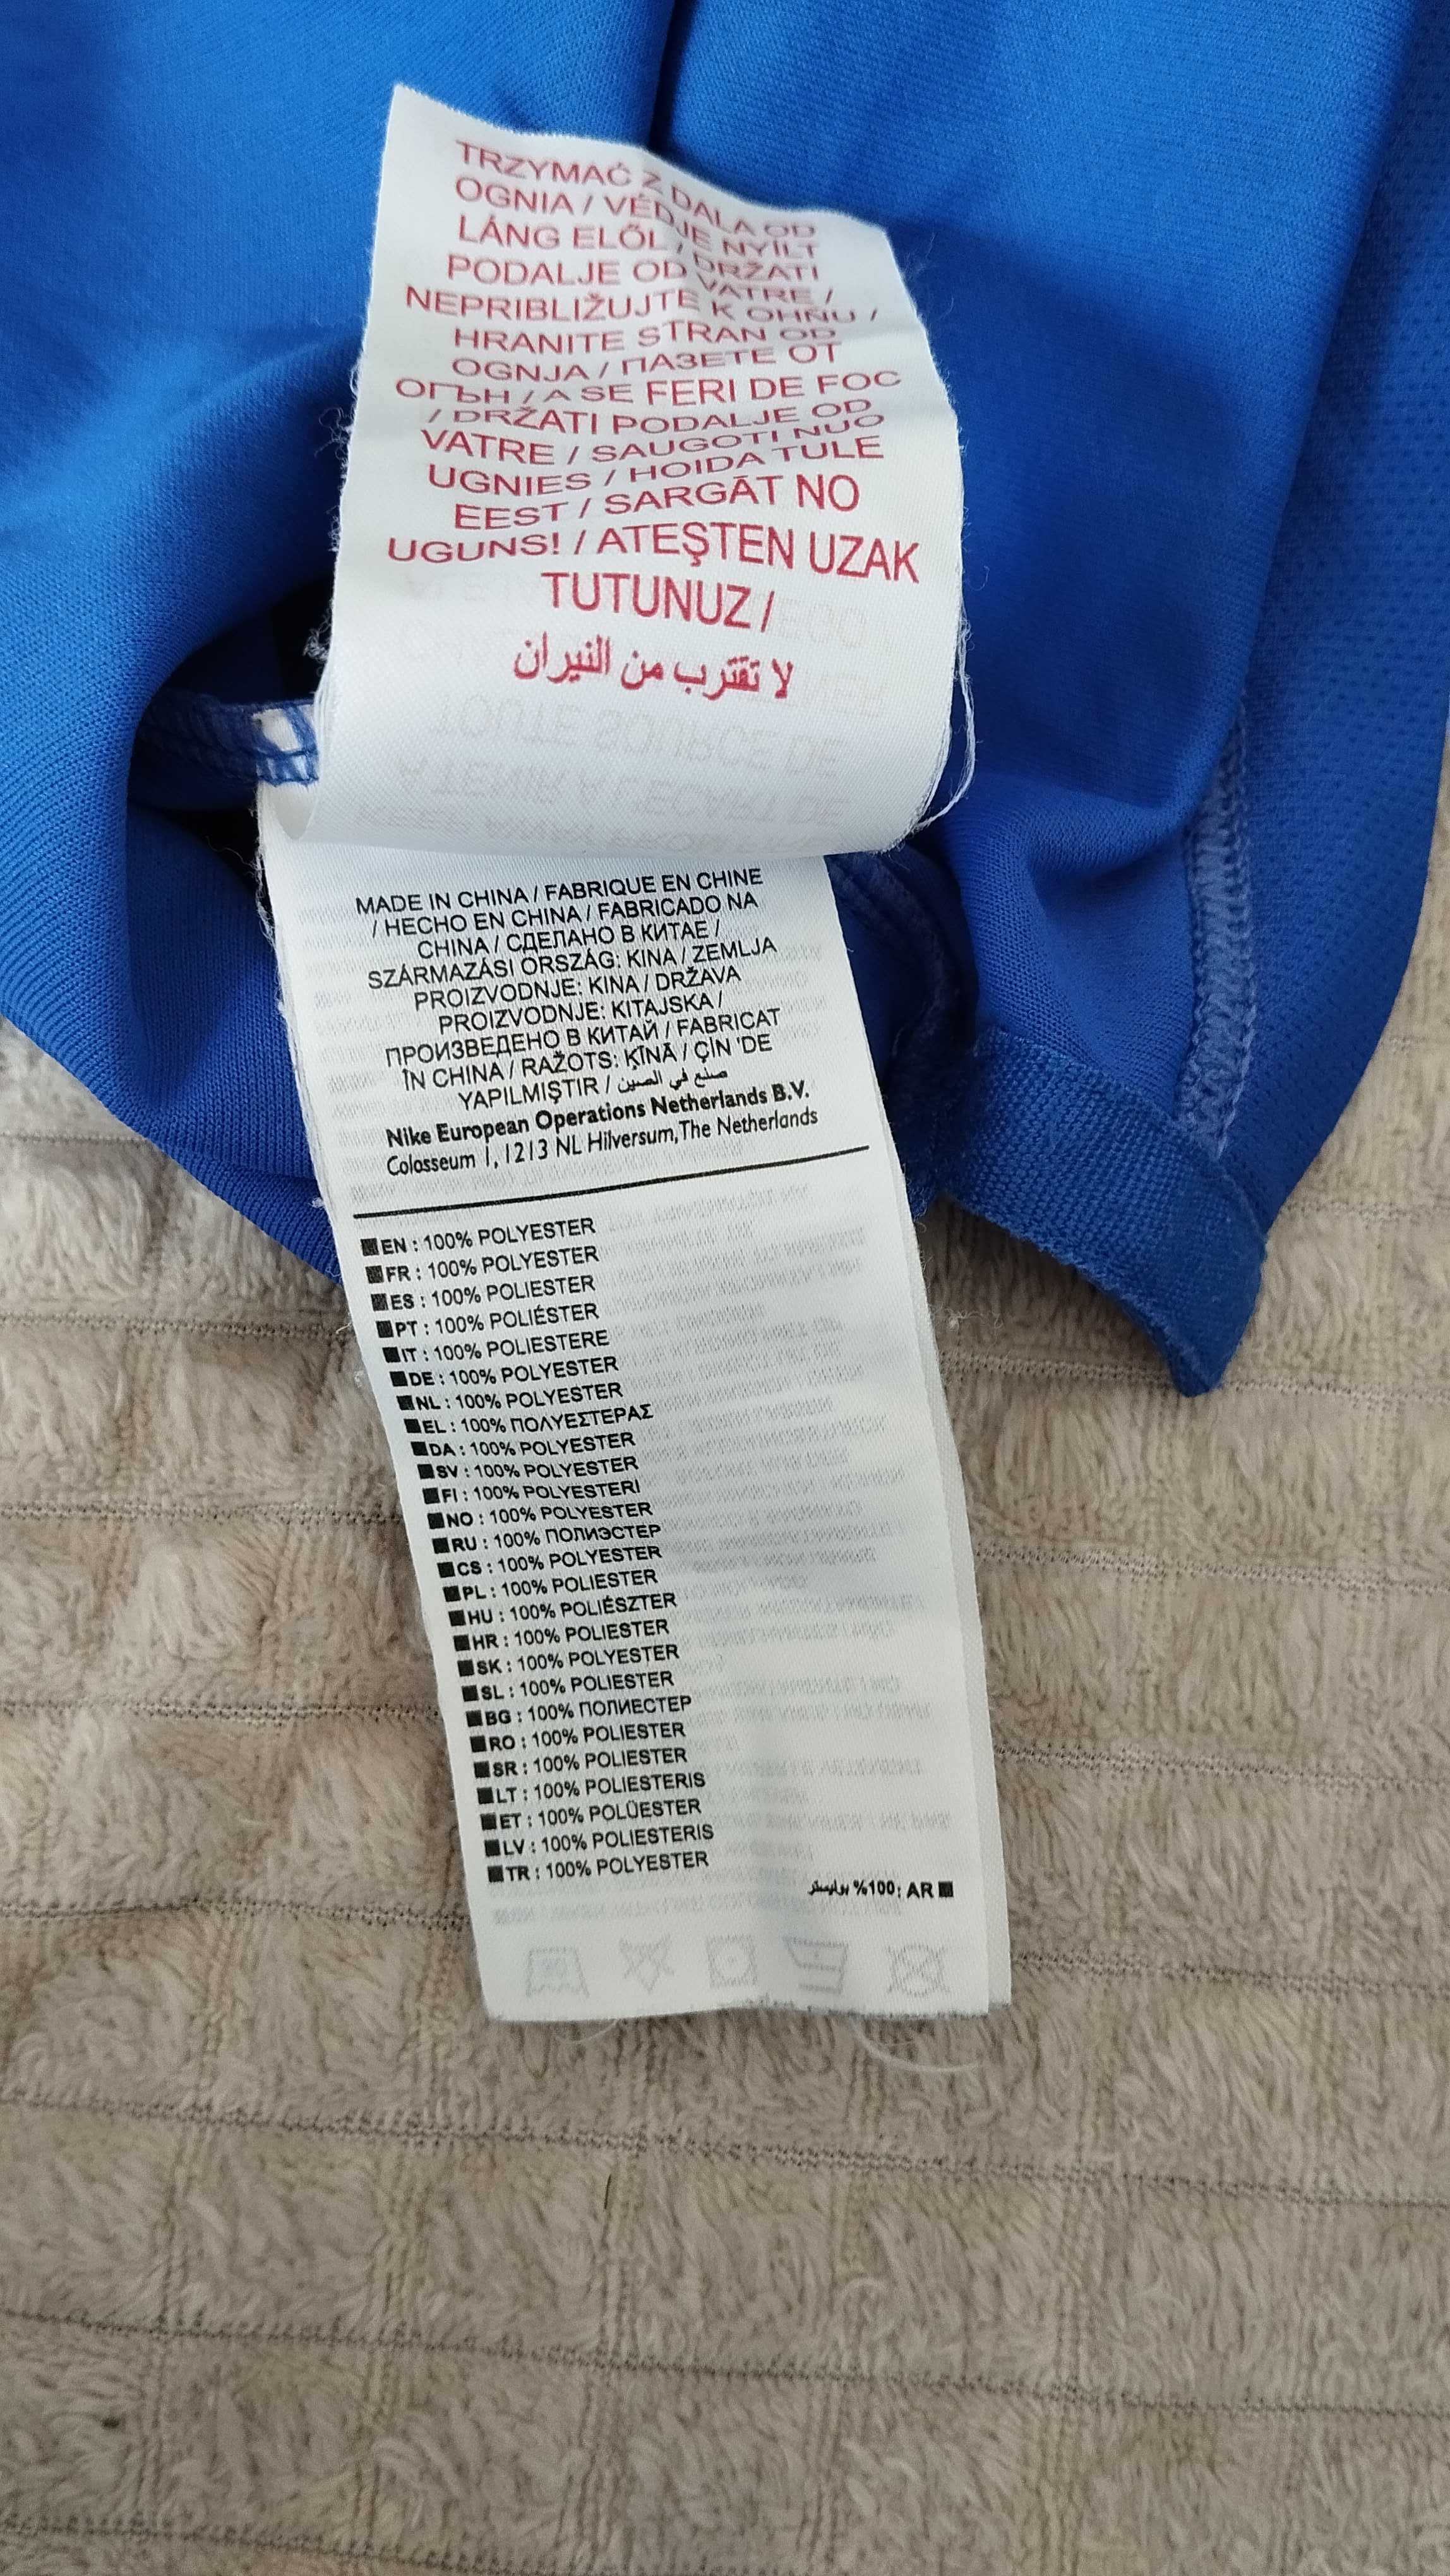 TRZYMAĆ Z DALA OD
OGNIA / VÉDJE NYÍLT
LÁNG ELŐL / DRŽATI
PODALJE OD VATRE /
NEPRIBLIŽUJTE K OHŇU /
HRANITE STRAN OD
OGNJA / ПАЗЕТЕ ОТ
ОГЪН / A SE FERI DE FOC
/ DRŽATI PODALJE OD
VATRE / SAUGOTI NUO
UGNIES / HOIDA TULE
EEST / SARGĀT NO
UGUNS! / ATEŞTEN UZAK
TUTUNUZ /
لا تقترب من النيران
MADE IN CHINA / FABRIQUE EN CHINE
/ HECHO EN CHINA / FABRICADO NA
CHINA / СДЕЛАНО В КИТАЕ /
SZÁRMAZÁSI ORSZÁG: KINA / ZEMLJA
PROIZVODNJE: KINA / DRŽAVA
PROIZVODNJE: KITAJSKA /
ПРОИЗВЕДЕНО В КИТАЙ / FABRICAT
ÎN CHINA / RAŽOTS: ĶĪNĀ / ÇIN 'DE
YAPILMIŞTIR / صنع في الصين
Nike European Operations Netherlands B.V.
Colosseum 1, 1213 NL Hilversum, The Netherlands
EN : 100% POLYESTER
FR : 100% POLYESTER
ES : 100% POLIESTER
PT : 100% POLIÉSTER
IT : 100% POLIESTERE
DE : 100% POLYESTER
NL : 100% POLYESTER
EL : 100% ΠΟΛΥΕΣΤΕΡΑΣ
DA : 100% POLYESTER
SV : 100% POLYESTER
FI : 100% POLYESTERI
NO : 100% POLYESTER
RU : 100% ПОЛИЭСТЕР
CS : 100% POLYESTER
PL : 100% POLIESTER
HU : 100% POLIÉSZTER
HR : 100% POLIESTER
SK : 100% POLYESTER
SL : 100% POLIESTER
BG : 100% ПОЛИЕСТЕР
RO : 100% POLIESTER
SR : 100% POLIESTER
LT : 100% POLIESTERIS
ET : 100% POLÜESTER
LV : 100% POLIESTERIS
TR : 100% POLYESTER
AR :100% بوليستر